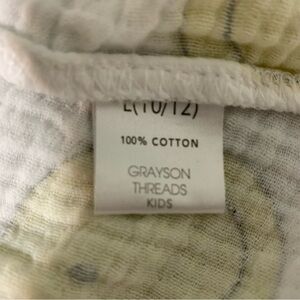 L(10/12)
100% COTTON
GRAYSON
THREADS
KIDS